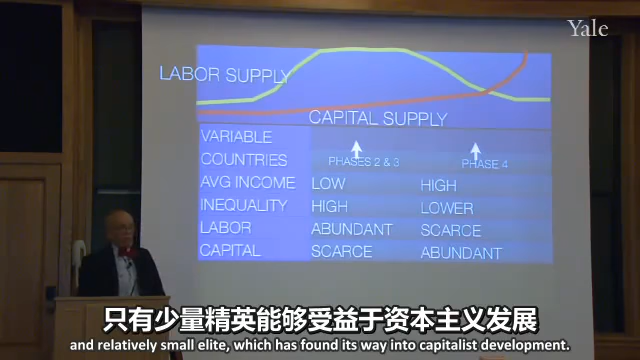 Yale
LABOR SUPPLY
CAPITAL SUPPLY
VARIABLE
COUNTRIES PHASES 2 & 3 PHASE 4
AVG INCOME LOW HIGH
INEQUALITY HIGH LOWER
LABOR ABUNDANT SCARCE
CAPITAL SCARCE ABUNDANT
只有少量精英能够受益于资本主义发展
and relatively small elite, which has found its way into capitalist development.